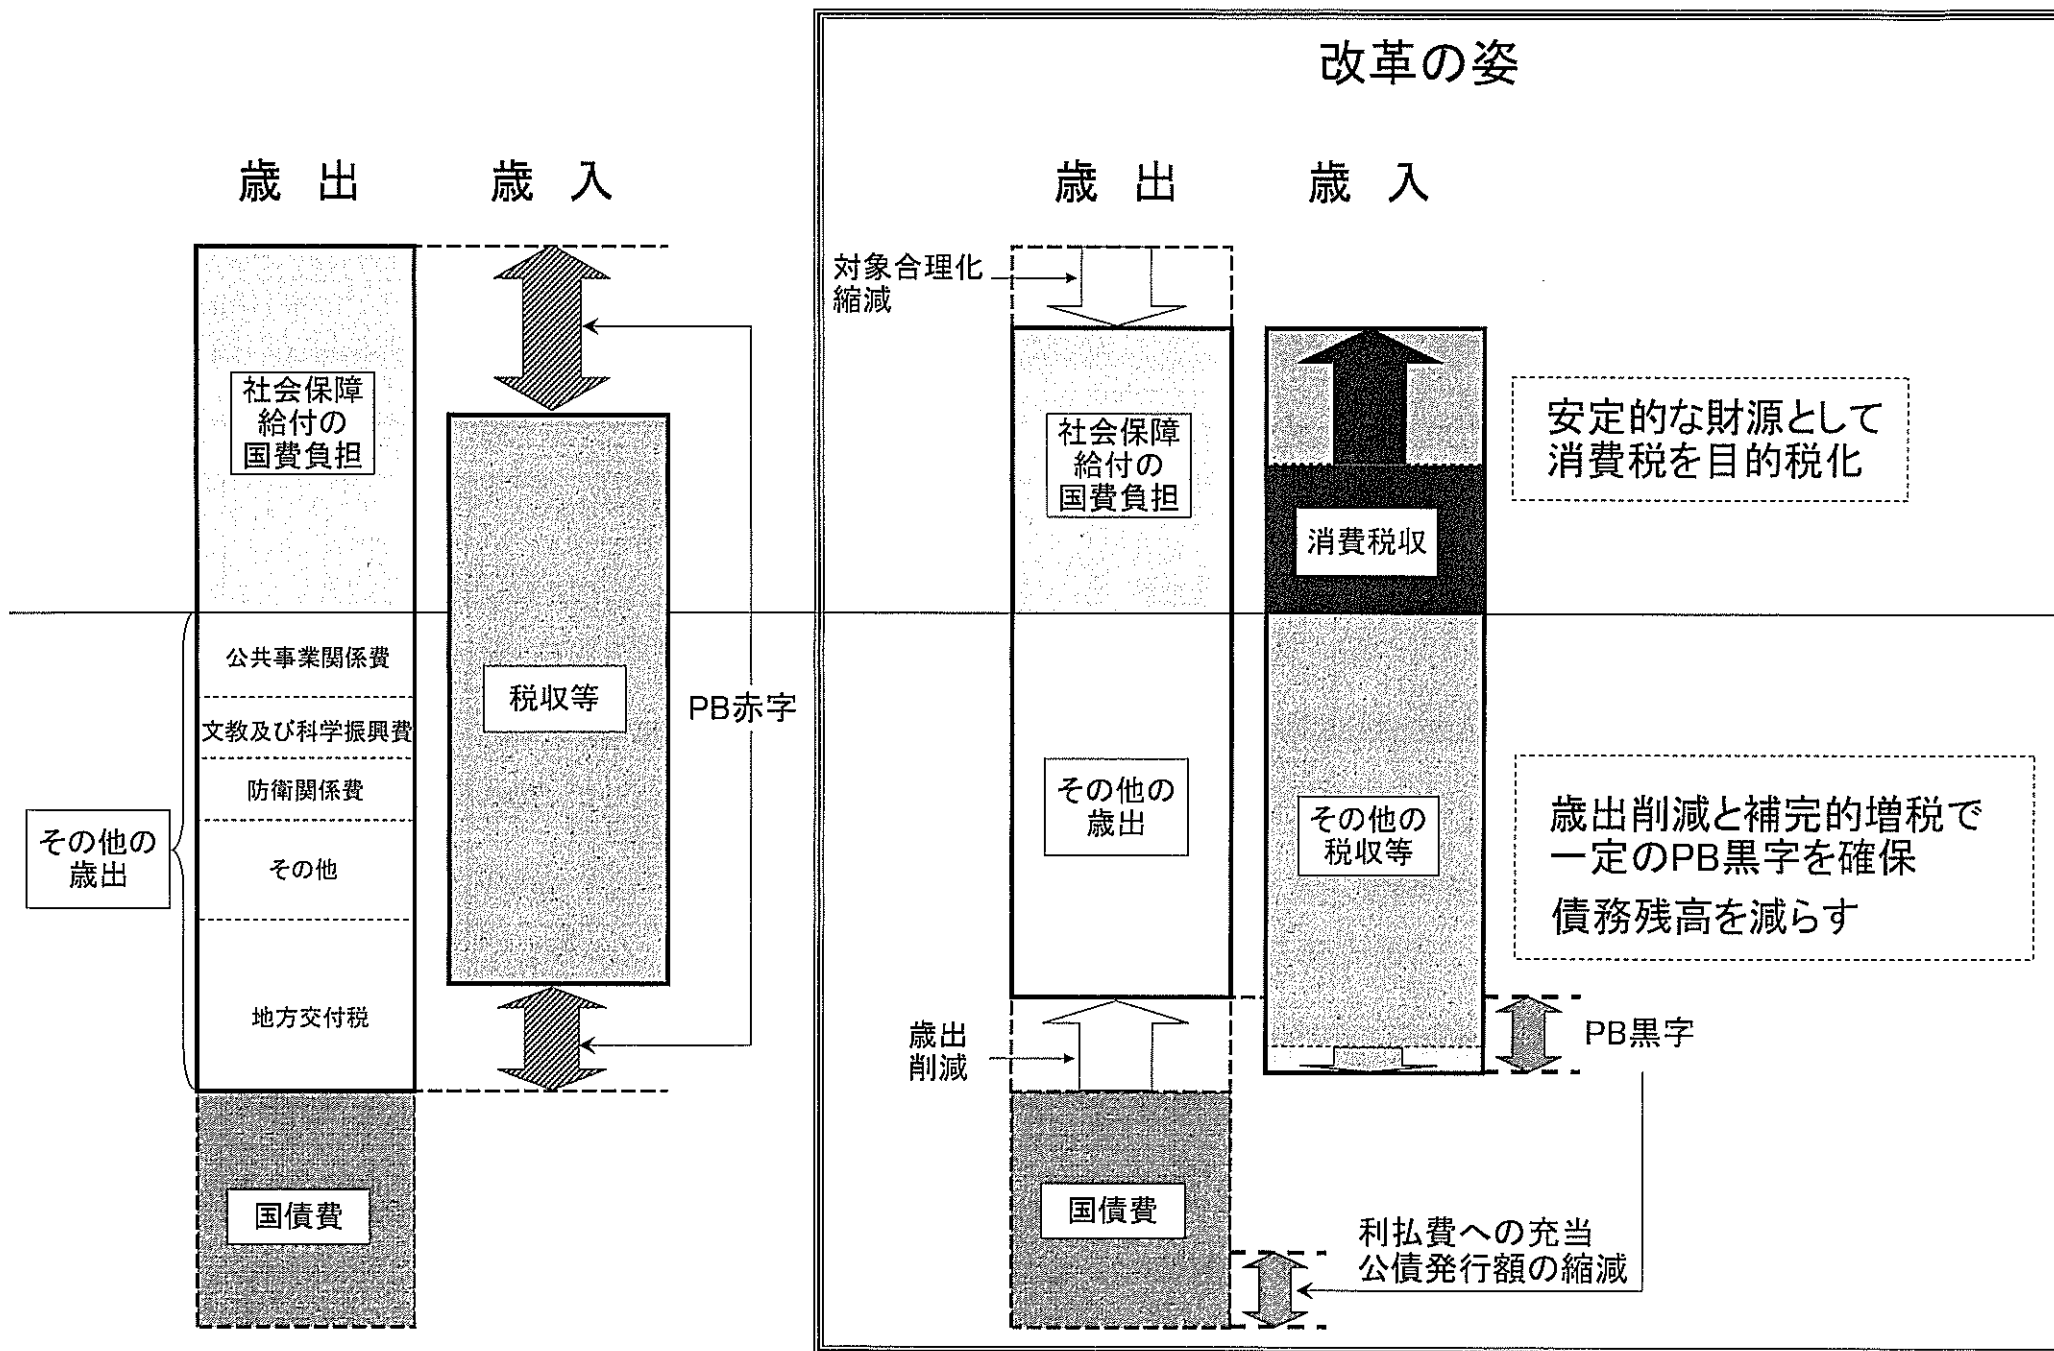 改革の姿
歳 出
歳 入
社会保障
給付の
国費負担
公共事業関係費
文教及び科学振興費
防衛関係費
その他
地方交付税
その他の
歳出
国債費
税収等
PB赤字
歳 出
歳 入
対象合理化
縮減
社会保障
給付の
国費負担
その他の
歳出
歳出
削減
国債費
消費税収
その他の
税収等
安定的な財源として
消費税を目的税化
歳出削減と補完的増税で
一定のPB黒字を確保
債務残高を減らす
PB黒字
利払費への充当
公債発行額の縮減